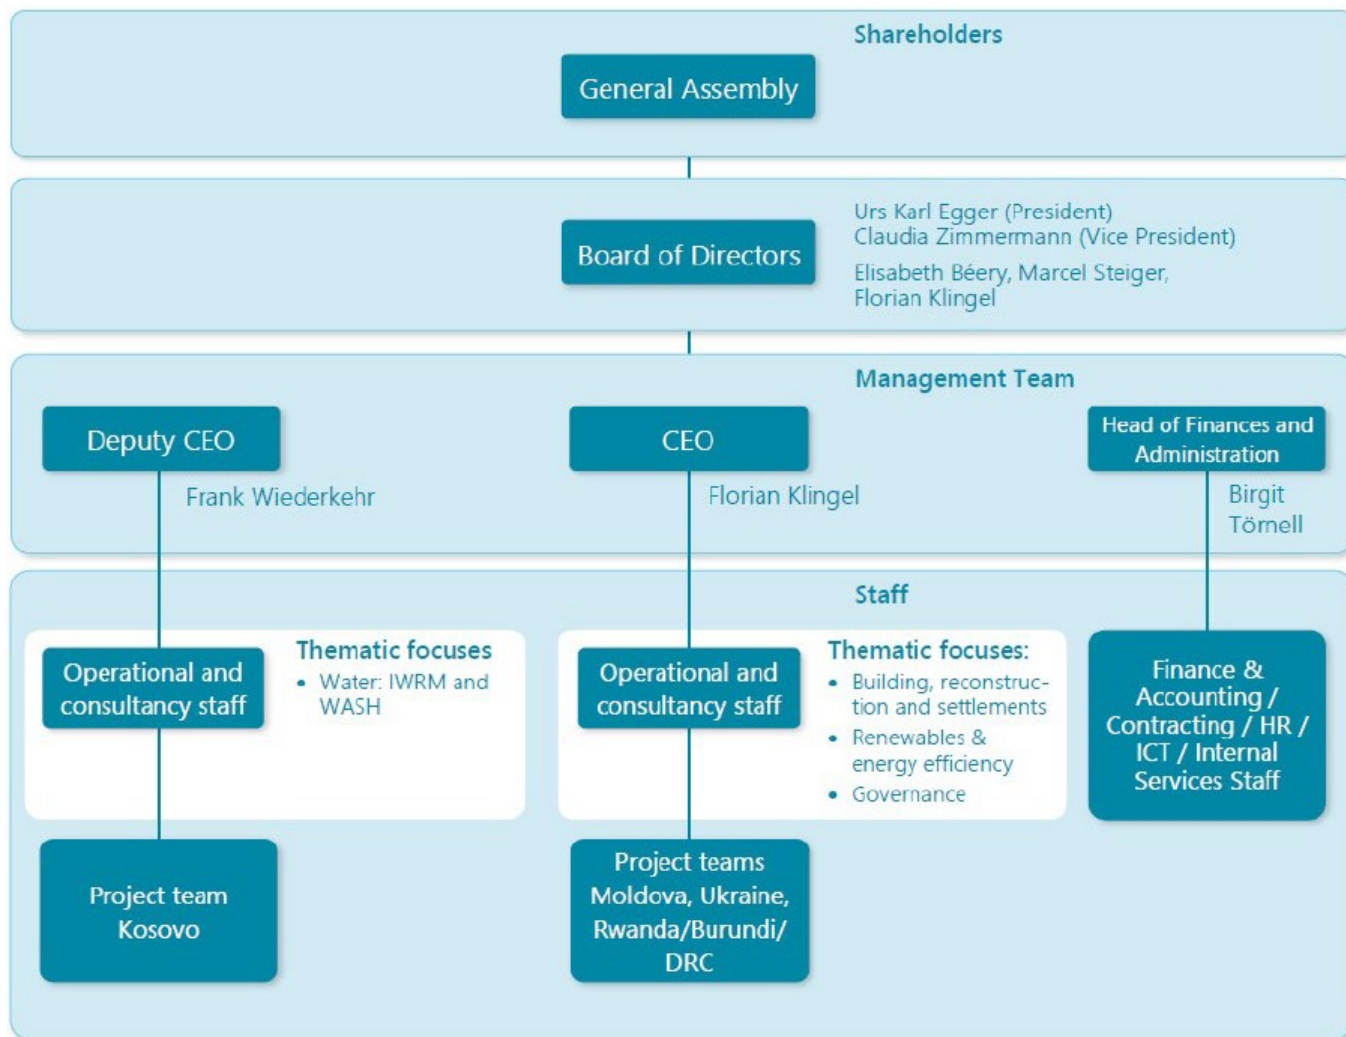 Shareholders
General Assembly
Urs Karl Egger (President)
Claudia Zimmermann (Vice President)
Board of Directors
Elisabeth Béery, Marcel Steiger,
Florian Klingel
Management Team
Deputy CEO
Frank Wiederkehr
CEO
Florian Klingel
Head of Finances and
Administration
Birgit
Törnell
Staff
Operational and
consultancy staff
Thematic focuses
• Water: IWRM and
WASH
Operational and
consultancy staff
Thematic focuses:
• Building, reconstruc-
tion and settlements
• Renewables &
energy efficiency
• Governance
Finance &
Accounting /
Contracting / HR /
ICT / Internal
Services Staff
Project team
Kosovo
Project teams
Moldova, Ukraine,
Rwanda/Burundi/
DRC